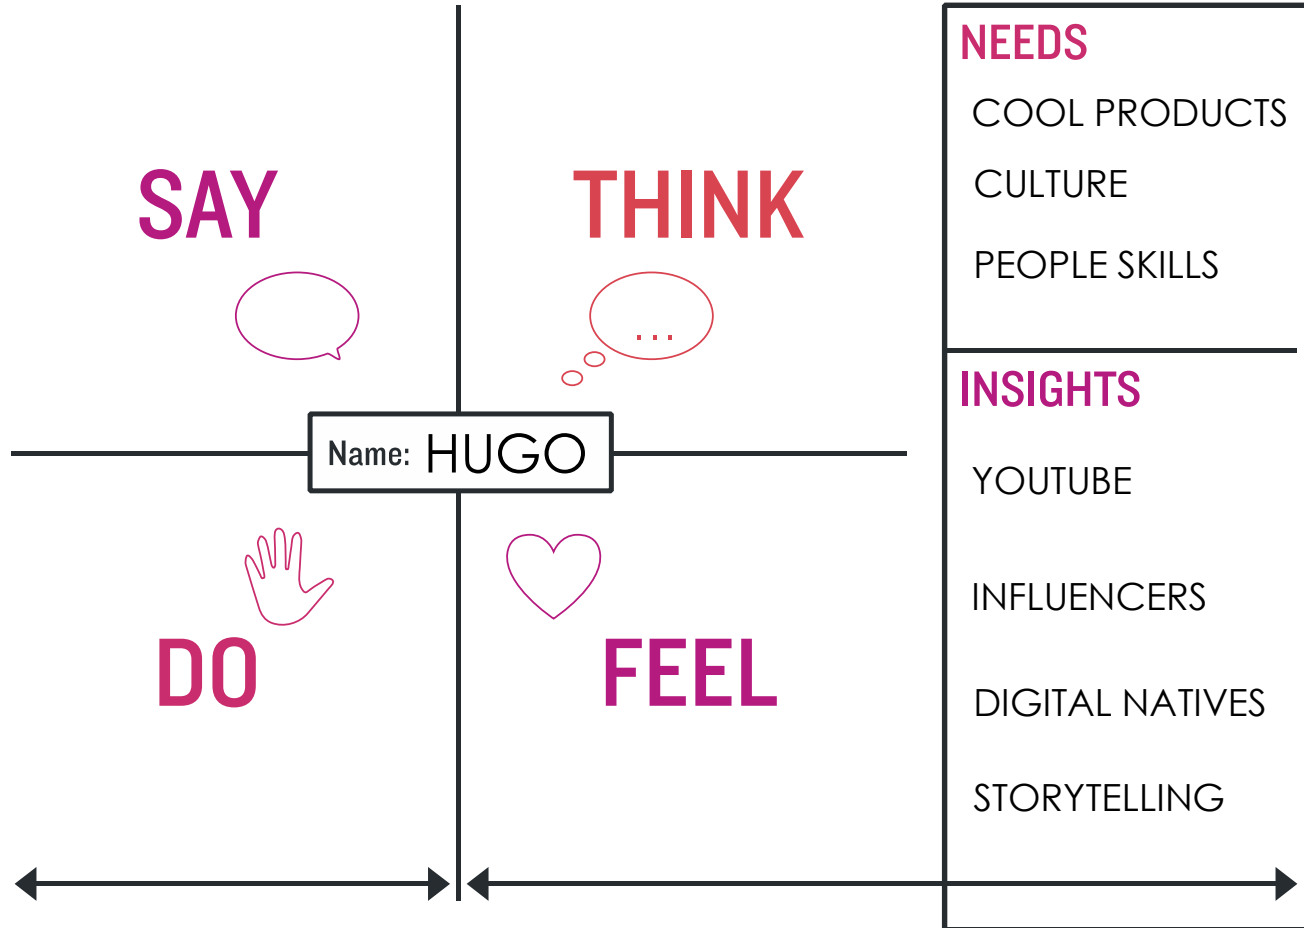 SAY
THINK
...
Name: HUGO
DO
FEEL
NEEDS
COOL PRODUCTS
CULTURE
PEOPLE SKILLS
INSIGHTS
YOUTUBE
INFLUENCERS
DIGITAL NATIVES
STORYTELLING